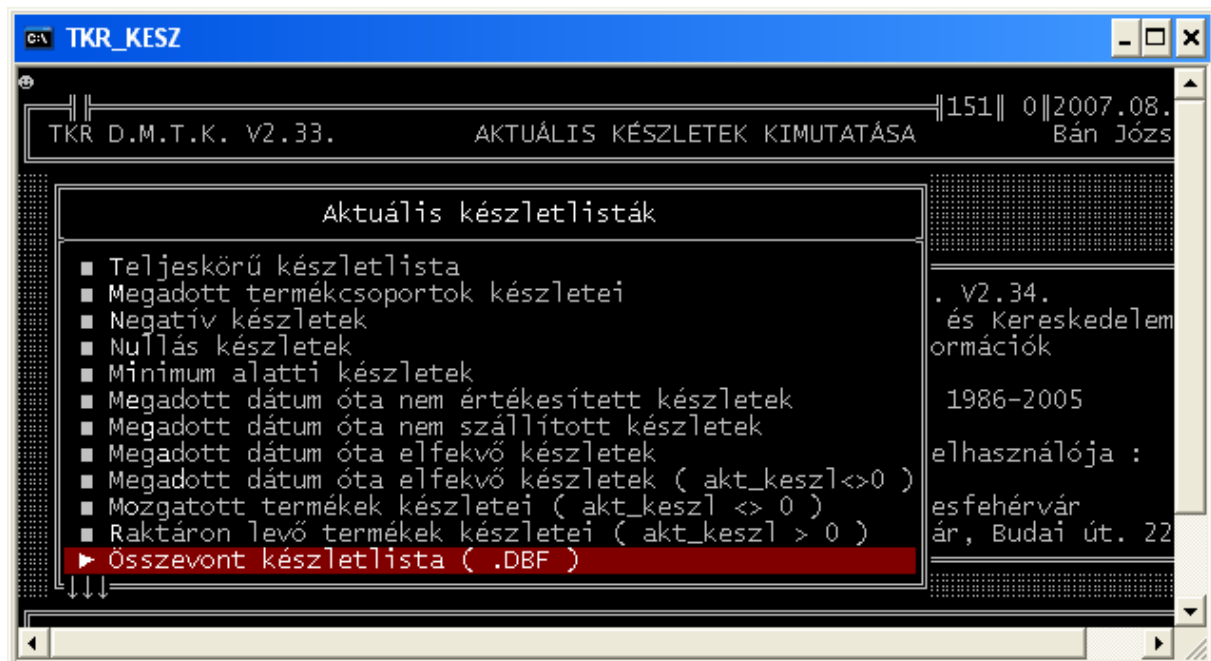 TKR_KESZ
151 0 2007.08.
TKR D.M.T.K. V2.33. AKTUÁLIS KÉSZLETEK KIMUTATÁSA Bán Józs
Aktuális készletlisták
Teljeskörű készletlista
Megadott termékcsoportok készletei
. V2.34.
Negatív készletek
és Kereskedelem
Nullás készletek
ormációk
Minimum alatti készletek
Megadott dátum óta nem értékesített készletek
1986-2005
Megadott dátum óta nem szállított készletek
Megadott dátum óta elfekvő készletek
elhasználója :
Megadott dátum óta elfekvő készletek ( akt_keszl<>0 )
Mozgatott termékek készletei ( akt_keszl <> 0 )
esfehérvár
Raktáron levő termékek készletei ( akt_keszl > 0 )
ár, Budai út. 22
Összevont készletlista ( .DBF )